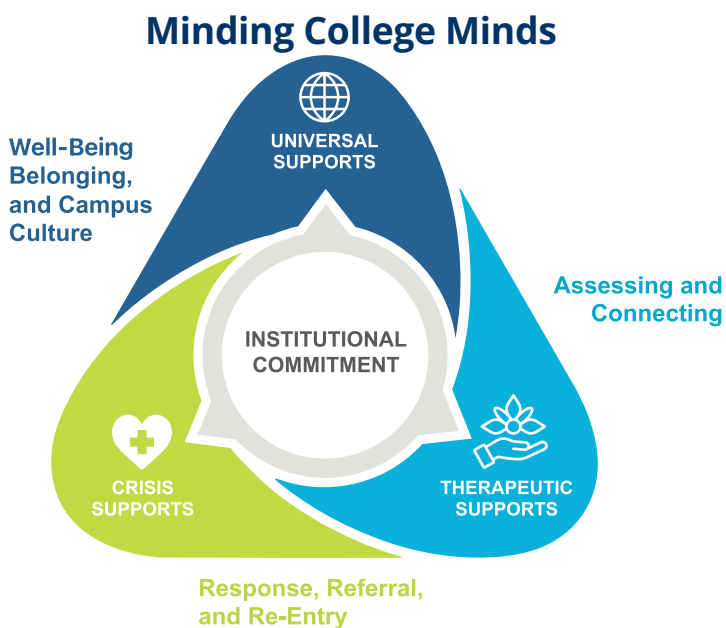 Minding College Minds
UNIVERSAL
SUPPORTS
Well-Being
Belonging,
and Campus
Culture
Assessing and
Connecting
INSTITUTIONAL
COMMITMENT
CRISIS
SUPPORTS
THERAPEUTIC
SUPPORTS
Response, Referral,
and Re-Entry